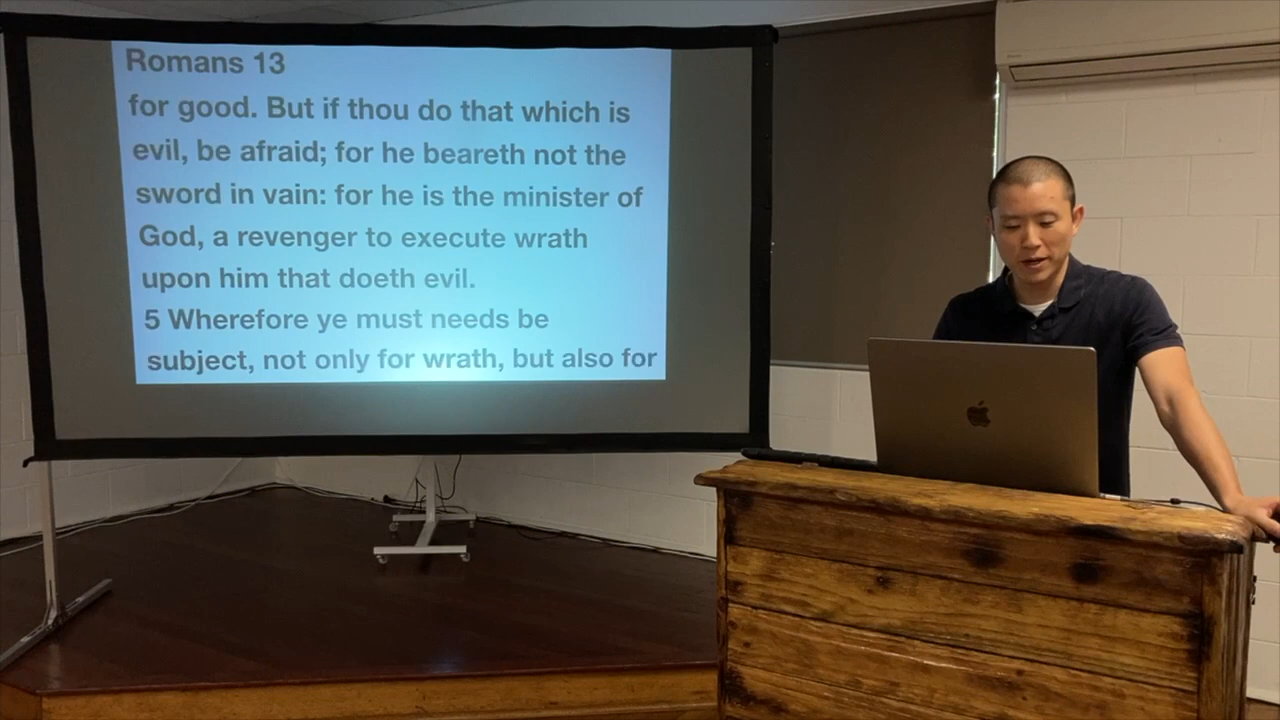 Romans 13
for good. But if thou do that which is
evil, be afraid; for he beareth not the
sword in vain: for he is the minister of
God, a revenger to execute wrath
upon him that doeth evil.
5 Wherefore ye must needs be
subject, not only for wrath, but also for